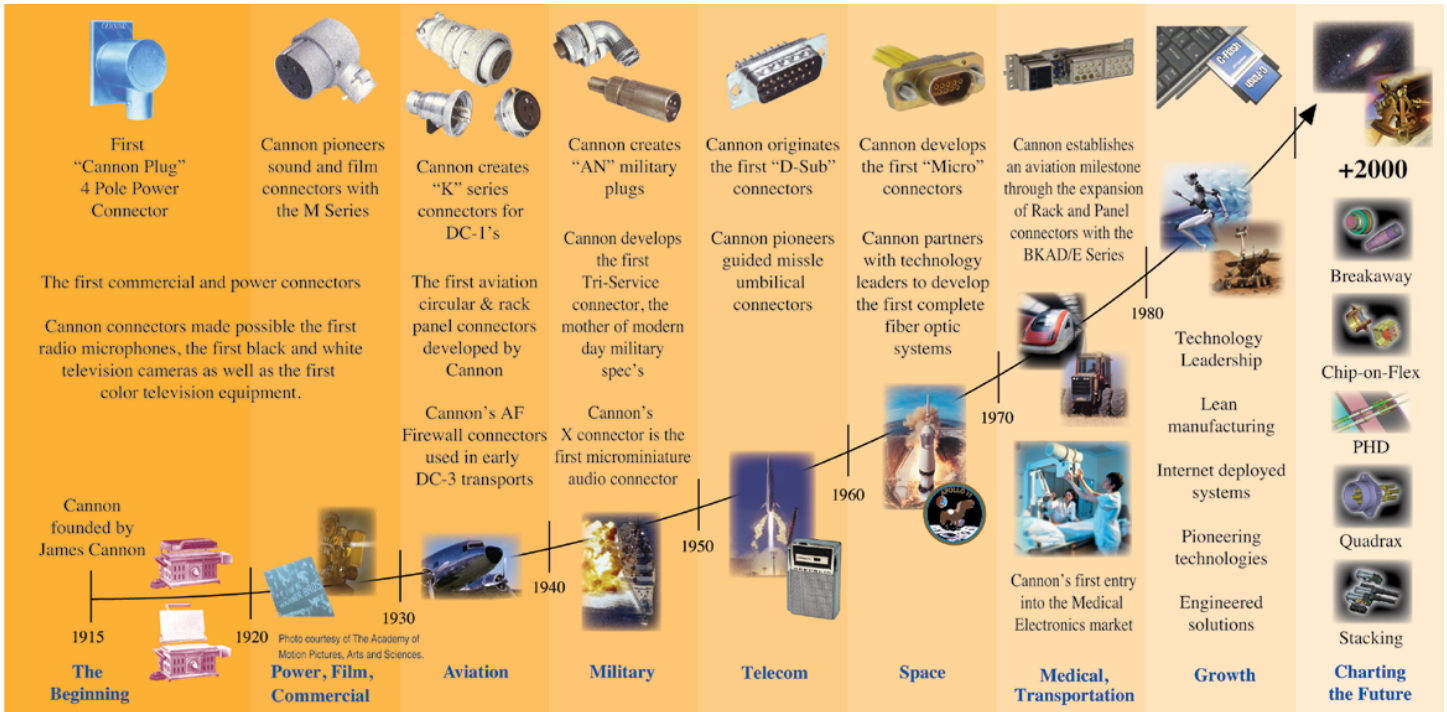 First
"Cannon Plug"
4 Pole Power
Connector
Cannon pioneers
sound and film
connectors with
the M Series
The first commercial and power connectors
Cannon connectors made possible the first
radio microphones, the first black and white
television cameras as well as the first
color television equipment.
Cannon
founded by
James Cannon
1915
The
Beginning
1920
Photo courtesy of The Academy of
Motion Pictures, Arts and Sciences.
Power, Film,
Commercial
Cannon creates
"K" series
connectors for
DC-1's
The first aviation
circular & rack
panel connectors
developed by
Cannon
Cannon's AF
Firewall connectors
used in early
DC-3 transports
1930
Aviation
Cannon creates
"AN" military
plugs
Cannon develops
the first
Tri-Service
connector, the
mother of modern
day military
spec's
Cannon's
X connector is the
first microminiature
audio connector
1940
Military
Cannon originates
the first "D-Sub"
connectors
Cannon pioneers
guided missle
umbilical
connectors
1950
Telecom
Cannon develops
the first "Micro"
connectors
Cannon partners
with technology
leaders to develop
the first complete
fiber optic
systems
1960
APOLLO 11
Space
Cannon establishes
an aviation milestone
through the expansion
of Rack and Panel
connectors with the
BKAD/E Series
1970
Cannon's first entry
into the Medical
Electronics market
Medical,
Transportation
C-Flash
1980
Technology
Leadership
Lean
manufacturing
Internet deployed
systems
Pioneering
technologies
Engineered
solutions
Growth
+2000
Breakaway
Chip-on-Flex
PHD
Quadrax
Stacking
Charting
the Future